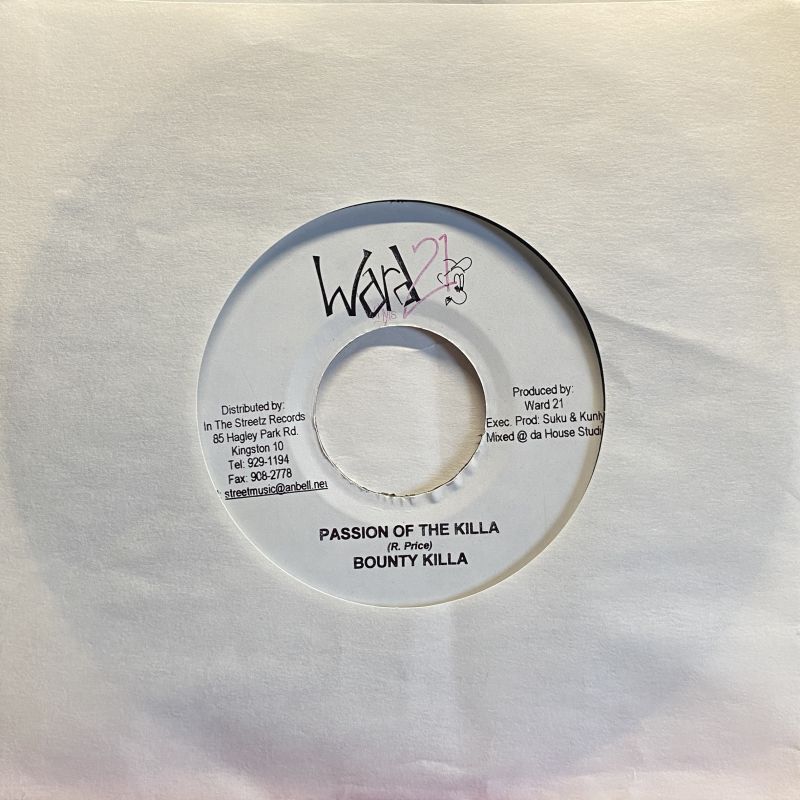 Ward 21
Distributed by:
In The Streetz Records
85 Hagley Park Rd.
Kingston 10
Tel: 929-1194
Fax: 908-2778
streetmusic@anbell.net
Produced by:
Ward 21
Exec. Prod: Suku & Kunly
Mixed @ da House Studi
PASSION OF THE KILLA
(R. Price)
BOUNTY KILLA